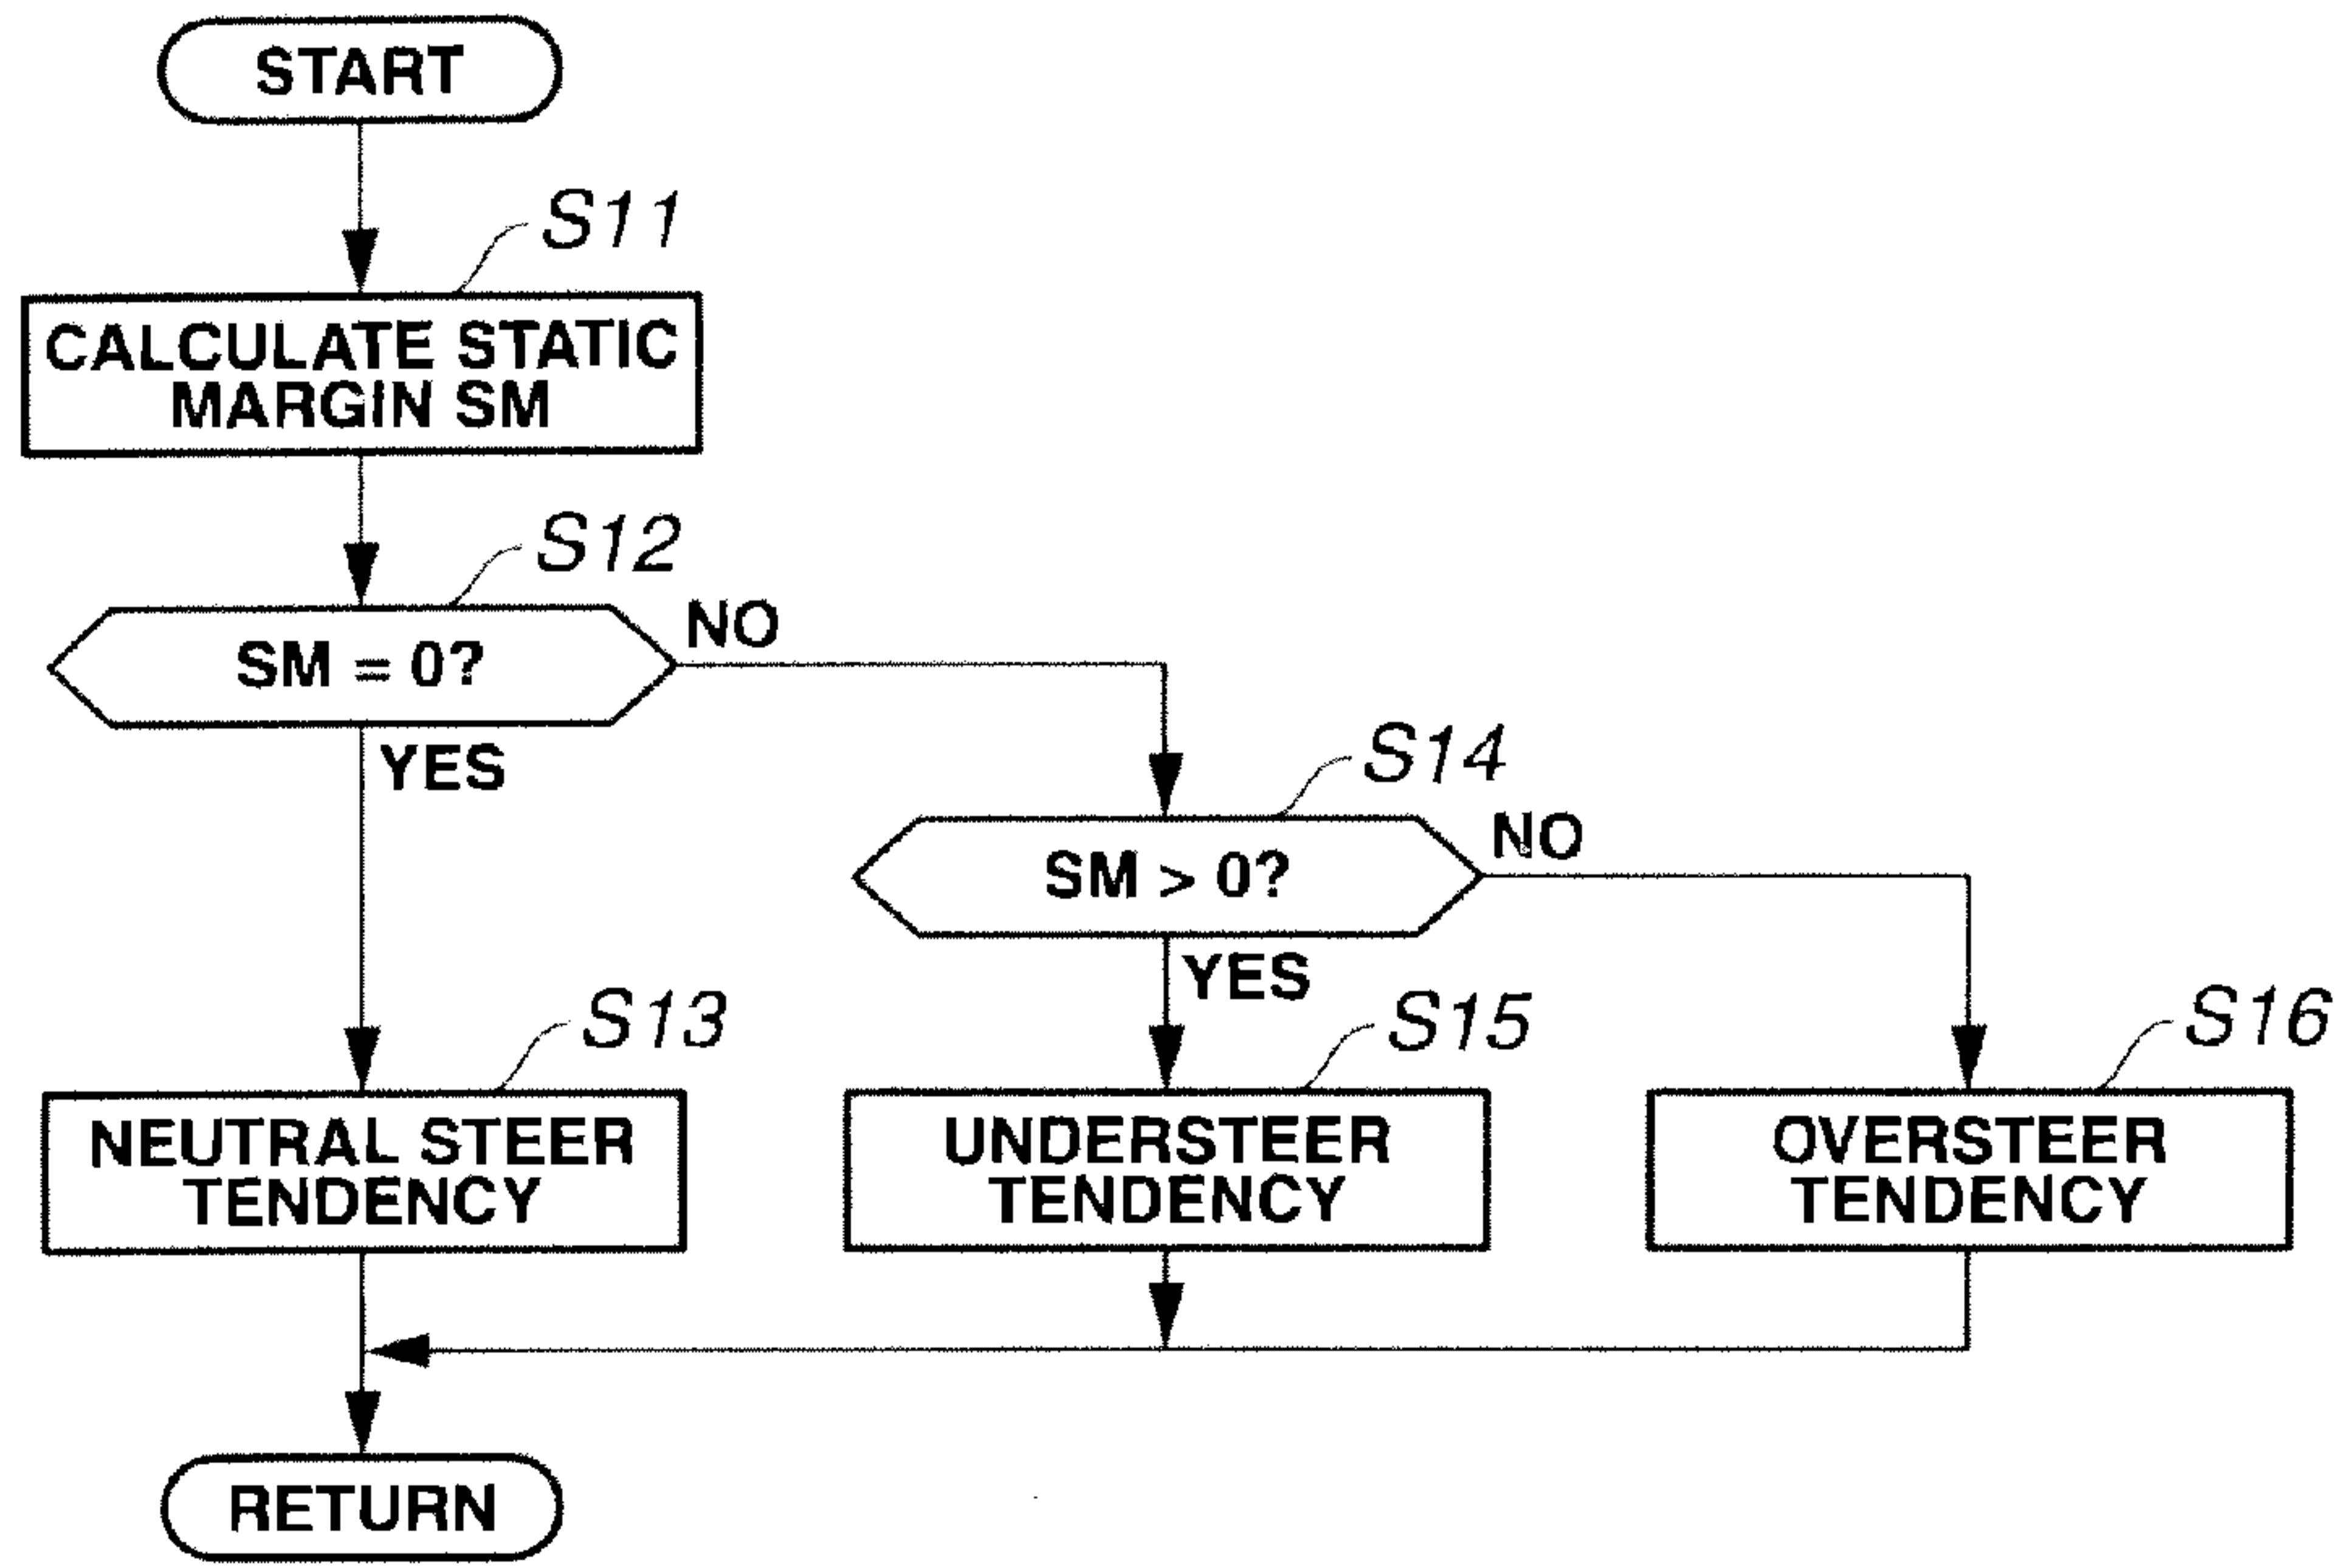 START
S11
CALCULATE STATIC
MARGIN SM
S12
SM = 0?
NO
YES
S14
SM > 0?
NO
YES
S13
NEUTRAL STEER
TENDENCY
S15
UNDERSTEER
TENDENCY
S16
OVERSTEER
TENDENCY
RETURN